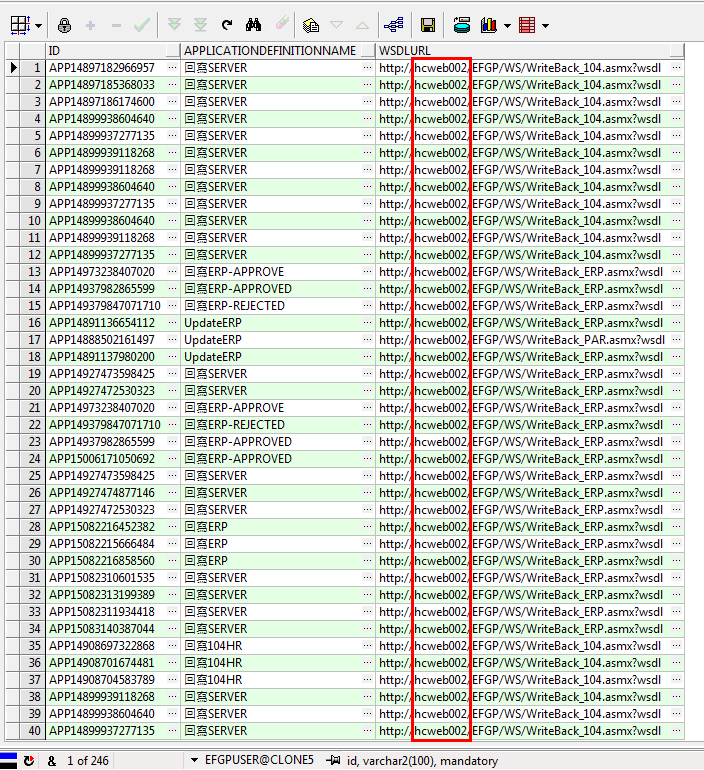 ID APPLICATIONDEFINITIONNAME WSDLURL
1 APP14897182966957 ... 回寫SERVER ... http://hcweb002/EFGP/WS/WriteBack_104.asmx?wsdl ...
2 APP14897185368033 ... 回寫SERVER ... http://hcweb002/EFGP/WS/WriteBack_104.asmx?wsdl ...
3 APP14897186174600 ... 回寫SERVER ... http://hcweb002/EFGP/WS/WriteBack_104.asmx?wsdl ...
4 APP14899938604640 ... 回寫SERVER ... http://hcweb002/EFGP/WS/WriteBack_104.asmx?wsdl ...
5 APP14899937277135 ... 回寫SERVER ... http://hcweb002/EFGP/WS/WriteBack_104.asmx?wsdl ...
6 APP14899939118268 ... 回寫SERVER ... http://hcweb002/EFGP/WS/WriteBack_104.asmx?wsdl ...
7 APP14899939118268 ... 回寫SERVER ... http://hcweb002/EFGP/WS/WriteBack_104.asmx?wsdl ...
8 APP14899938604640 ... 回寫SERVER ... http://hcweb002/EFGP/WS/WriteBack_104.asmx?wsdl ...
9 APP14899937277135 ... 回寫SERVER ... http://hcweb002/EFGP/WS/WriteBack_104.asmx?wsdl ...
10 APP14899938604640 ... 回寫SERVER ... http://hcweb002/EFGP/WS/WriteBack_104.asmx?wsdl ...
11 APP14899939118268 ... 回寫SERVER ... http://hcweb002/EFGP/WS/WriteBack_104.asmx?wsdl ...
12 APP14899937277135 ... 回寫SERVER ... http://hcweb002/EFGP/WS/WriteBack_104.asmx?wsdl ...
13 APP14973238407020 ... 回寫ERP-APPROVE ... http://hcweb002/EFGP/WS/WriteBack_ERP.asmx?wsdl ...
14 APP14937982865599 ... 回寫ERP-APPROVED ... http://hcweb002/EFGP/WS/WriteBack_ERP.asmx?wsdl ...
15 APP149379847071710 ... 回寫ERP-REJECTED ... http://hcweb002/EFGP/WS/WriteBack_ERP.asmx?wsdl ...
16 APP14891136654112 ... UpdateERP ... http://hcweb002/EFGP/WS/WriteBack_ERP.asmx?wsdl ...
17 APP14888502161497 ... UpdateERP ... http://hcweb002/EFGP/WS/WriteBack_PAR.asmx?wsdl ...
18 APP14891137980200 ... UpdateERP ... http://hcweb002/EFGP/WS/WriteBack_ERP.asmx?wsdl ...
19 APP14927473598425 ... 回寫SERVER ... http://hcweb002/EFGP/WS/WriteBack_ERP.asmx?wsdl ...
20 APP14927472530323 ... 回寫SERVER ... http://hcweb002/EFGP/WS/WriteBack_ERP.asmx?wsdl ...
21 APP14973238407020 ... 回寫ERP-APPROVE ... http://hcweb002/EFGP/WS/WriteBack_ERP.asmx?wsdl ...
22 APP149379847071710 ... 回寫ERP-REJECTED ... http://hcweb002/EFGP/WS/WriteBack_ERP.asmx?wsdl ...
23 APP14937982865599 ... 回寫ERP-APPROVED ... http://hcweb002/EFGP/WS/WriteBack_ERP.asmx?wsdl ...
24 APP15006171050692 ... 回寫ERP-APPROVED ... http://hcweb002/EFGP/WS/WriteBack_ERP.asmx?wsdl ...
25 APP14927473598425 ... 回寫SERVER ... http://hcweb002/EFGP/WS/WriteBack_ERP.asmx?wsdl ...
26 APP14927474877146 ... 回寫SERVER ... http://hcweb002/EFGP/WS/WriteBack_ERP.asmx?wsdl ...
27 APP14927472530323 ... 回寫SERVER ... http://hcweb002/EFGP/WS/WriteBack_ERP.asmx?wsdl ...
28 APP15082216452382 ... 回寫ERP ... http://hcweb002/EFGP/WS/WriteBack_ERP.asmx?wsdl ...
29 APP15082215666484 ... 回寫ERP ... http://hcweb002/EFGP/WS/WriteBack_ERP.asmx?wsdl ...
30 APP15082216858560 ... 回寫ERP ... http://hcweb002/EFGP/WS/WriteBack_ERP.asmx?wsdl ...
31 APP15082310601535 ... 回寫SERVER ... http://hcweb002/EFGP/WS/WriteBack_ERP.asmx?wsdl ...
32 APP15082313199389 ... 回寫SERVER ... http://hcweb002/EFGP/WS/WriteBack_ERP.asmx?wsdl ...
33 APP15082311934418 ... 回寫SERVER ... http://hcweb002/EFGP/WS/WriteBack_ERP.asmx?wsdl ...
34 APP15083140387044 ... 回寫SERVER ... http://hcweb002/EFGP/WS/WriteBack_ERP.asmx?wsdl ...
35 APP14908697322868 ... 回寫104HR ... http://hcweb002/EFGP/WS/WriteBack_104.asmx?wsdl ...
36 APP14908701674481 ... 回寫104HR ... http://hcweb002/EFGP/WS/WriteBack_104.asmx?wsdl ...
37 APP14908704583789 ... 回寫104HR ... http://hcweb002/EFGP/WS/WriteBack_104.asmx?wsdl ...
38 APP14899939118268 ... 回寫SERVER ... http://hcweb002/EFGP/WS/WriteBack_104.asmx?wsdl ...
39 APP14899938604640 ... 回寫SERVER ... http://hcweb002/EFGP/WS/WriteBack_104.asmx?wsdl ...
40 APP14899937277135 ... 回寫SERVER ... http://hcweb002/EFGP/WS/WriteBack_104.asmx?wsdl ...
& 1 of 246 EFGPUSER@CLONE5 id, varchar2(100), mandatory